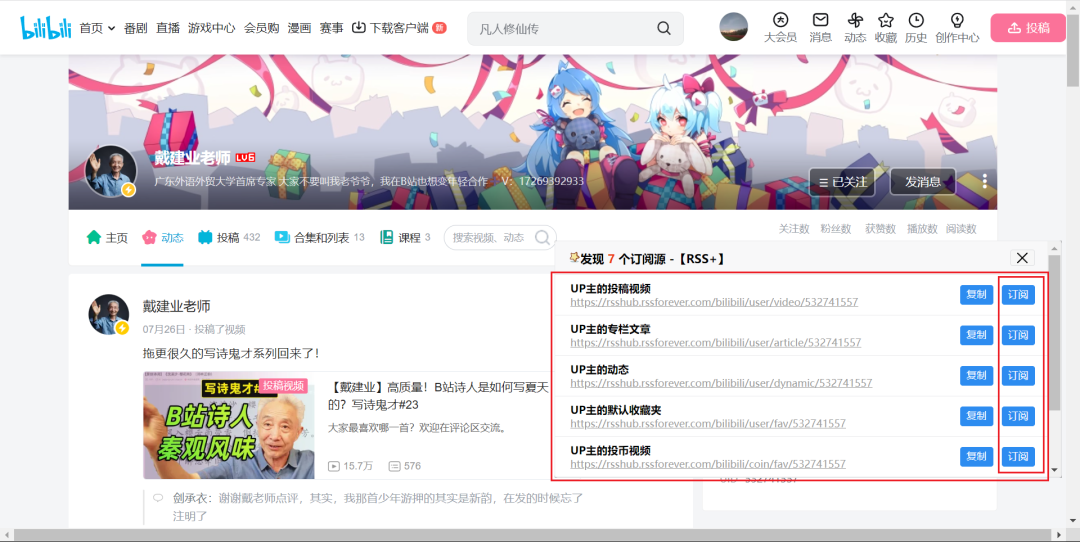 bilibili 首页 番剧 直播 游戏中心 会员购 漫画 赛事 下载客户端 新 凡人修仙传 大会员 消息 动态 收藏 历史 创作中心 投稿
戴建业老师 LV6
广东外语外贸大学首席专家 大家不要叫我老爷爷，我在B站也想变年轻 合作 V：17269392933
已关注 发消息
主页 动态 投稿 432 合集和列表 13 课程 3 搜索视频、动态
关注数 粉丝数 获赞数 播放数 阅读数
戴建业老师
07月26日 · 投稿了视频
拖更很久的写诗鬼才系列回来了！
写诗鬼才#
投稿视频
B站诗人
秦观风味
【戴建业】高质量！B站诗人是如何写夏天
的？写诗鬼才#23
大家最喜欢哪一首？欢迎在评论区交流。
15.7万 576
剑承衣：谢谢戴老师点评，其实，我那首少年游押的其实是新韵，在发的时候忘了
注明了
发现 7 个订阅源 -【RSS+】
UP主的投稿视频
https://rsshub.rssforever.com/bilibili/user/video/532741557
复制 订阅
UP主的专栏文章
https://rsshub.rssforever.com/bilibili/user/article/532741557
复制 订阅
UP主的动态
https://rsshub.rssforever.com/bilibili/user/dynamic/532741557
复制 订阅
UP主的默认收藏夹
https://rsshub.rssforever.com/bilibili/user/fav/532741557
复制 订阅
UP主的投币视频
https://rsshub.rssforever.com/bilibili/coin/fav/532741557
复制 订阅
UID 532741557